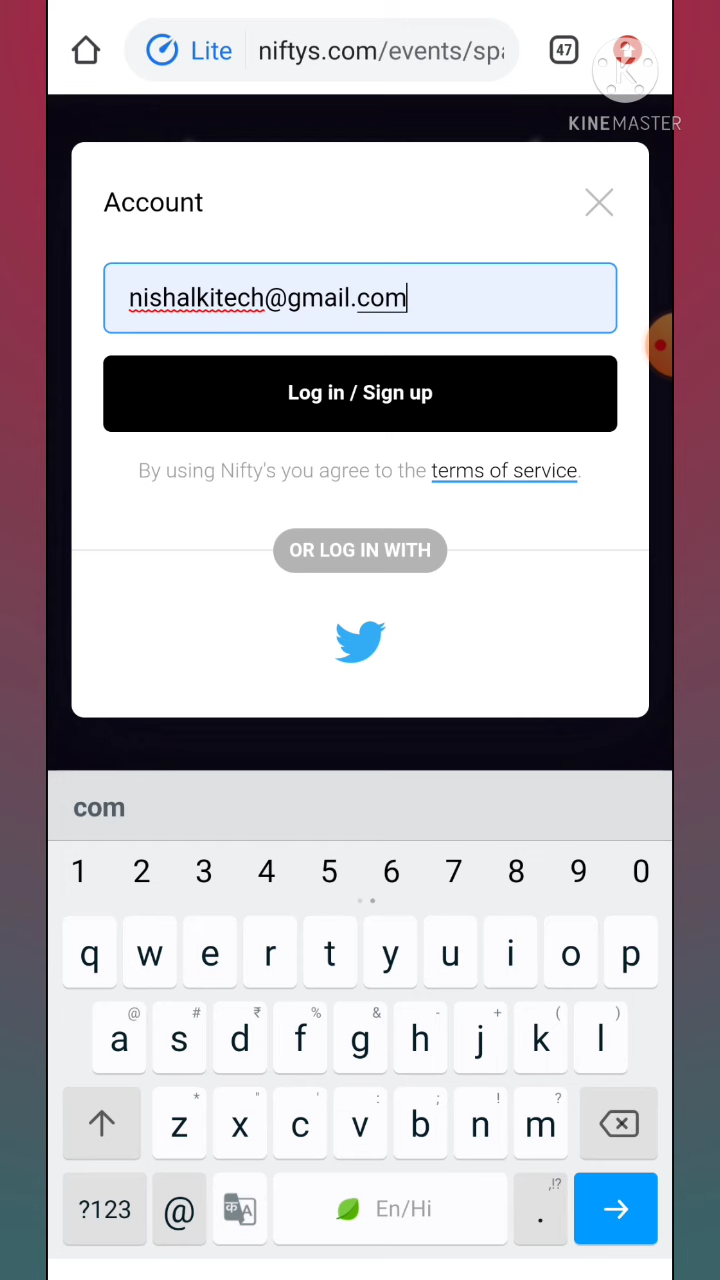 Lite niftys.com/events/spa 47
KINEMASTER
Account
nishalkitech@gmail.com
Log in / Sign up
By using Nifty's you agree to the terms of service.
OR LOG IN WITH
com
1 2 3 4 5 6 7 8 9 0
q w e r t y u i o p
@ # ₹ % & - + ( )
a s d f g h j k l
* " ' : ; ! ?
z x c v b n m
,!?
?123 @ क A En/Hi .